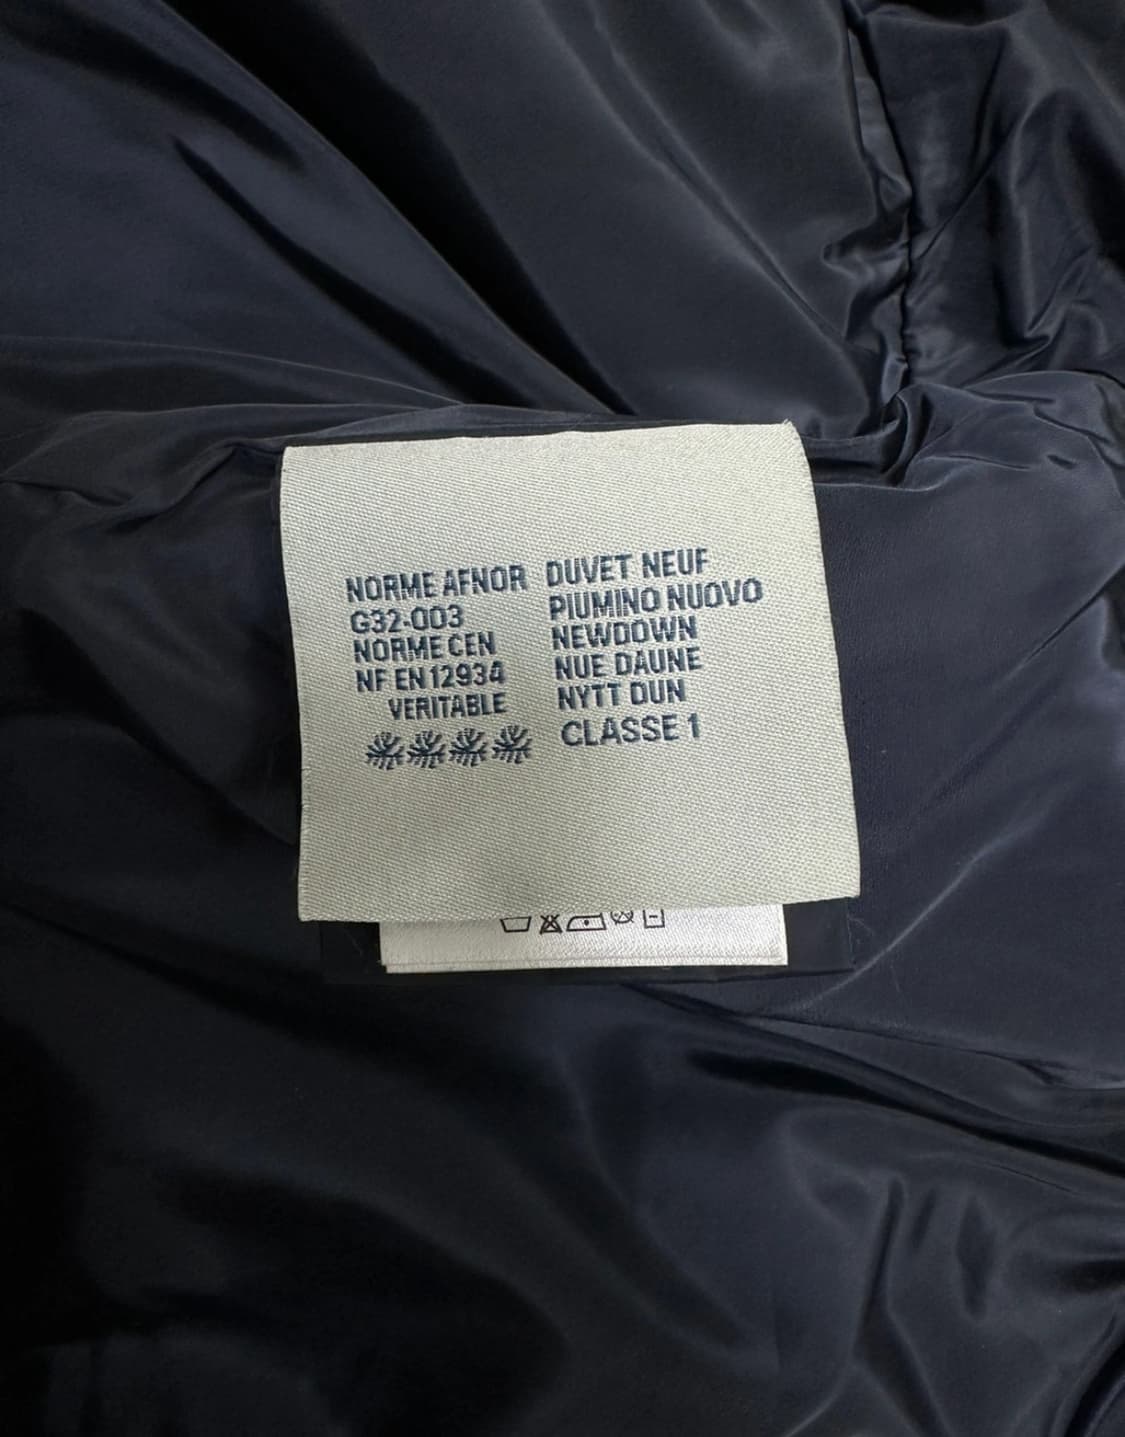 NORME AFNOR
G32-003
NORME CEN
NF EN 12934
VERITABLE
DUVET NEUF
PIUMINO NUOVO
NEWDOWN
NUE DAUNE
NYTT DUN
CLASSE 1